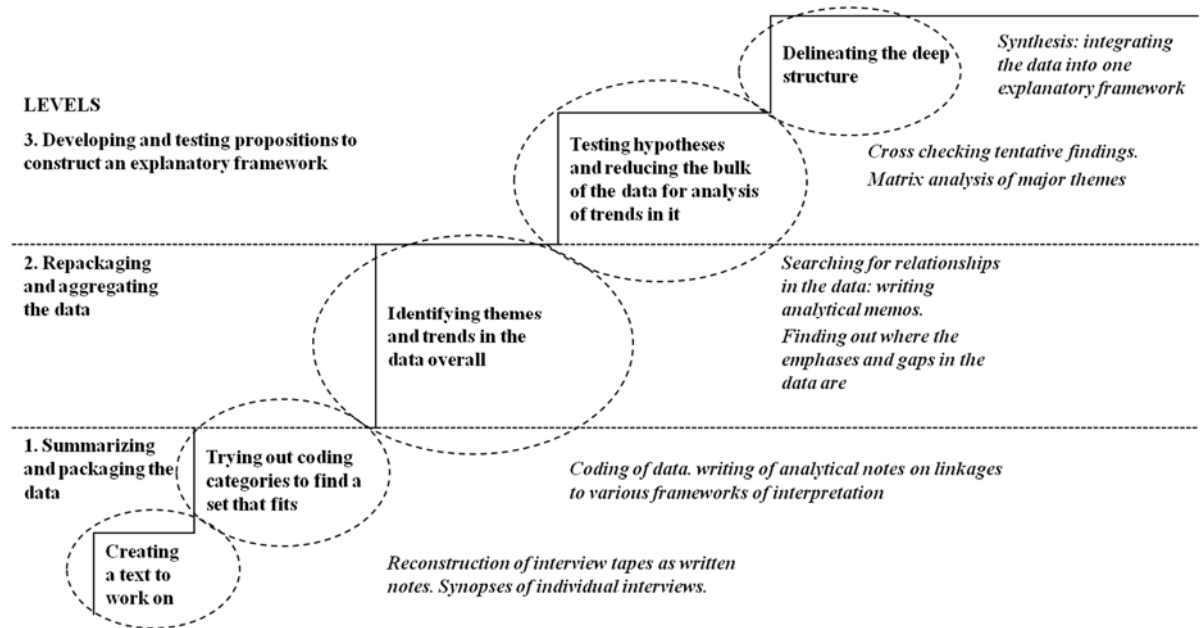 Delineating the deep
structure
Synthesis: integrating
the data into one
explanatory framework
LEVELS
3. Developing and testing propositions to
construct an explanatory framework
Testing hypotheses
and reducing the bulk
of the data for analysis
of trends in it
Cross checking tentative findings.
Matrix analysis of major themes
2. Repackaging
and aggregating
the data
Identifying themes
and trends in the
data overall
Searching for relationships
in the data: writing
analytical memos.
Finding out where the
emphases and gaps in the
data are
1. Summarizing
and packaging the
data
Trying out coding
categories to find a
set that fits
Coding of data. writing of analytical notes on linkages
to various frameworks of interpretation
Creating
a text to
work on
Reconstruction of interview tapes as written
notes. Synopses of individual interviews.